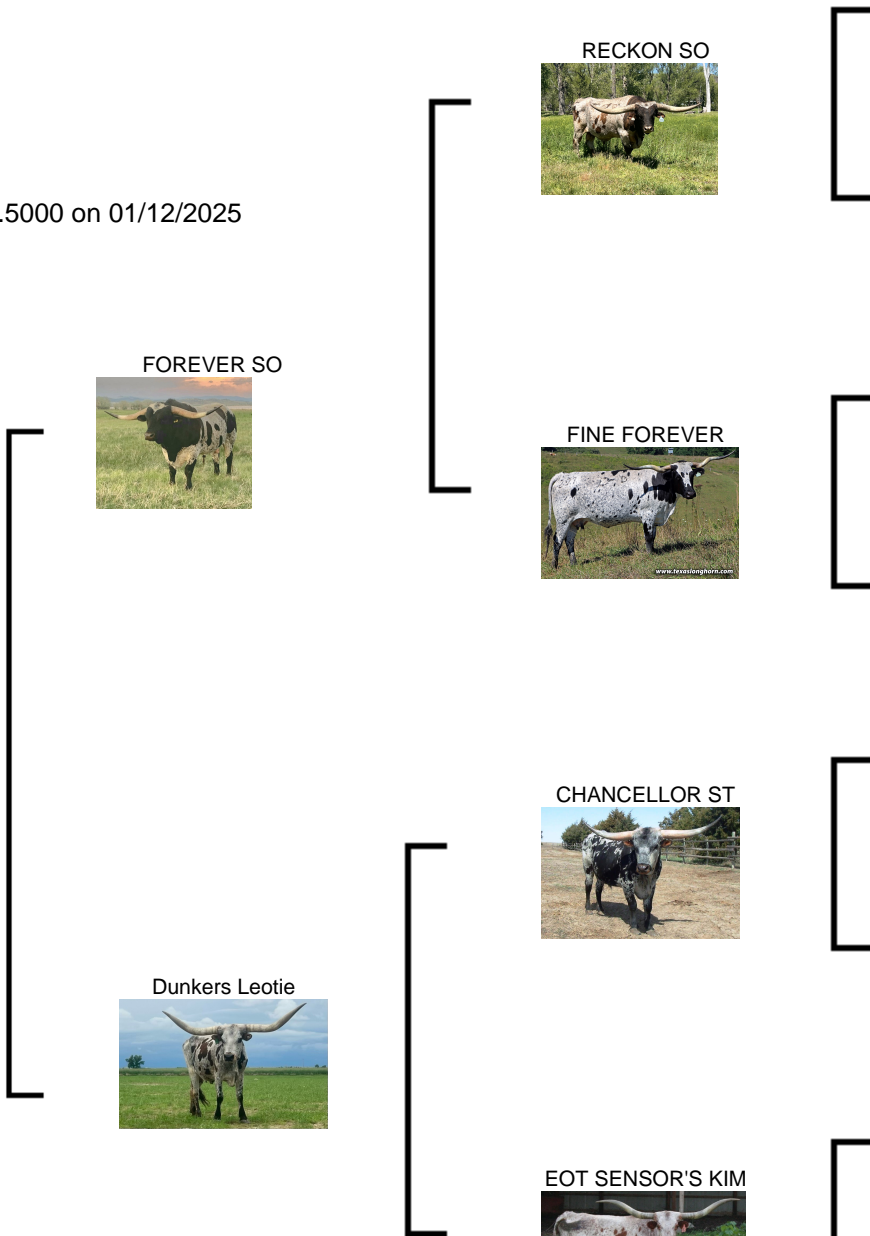 RECKON SO
.5000 on 01/12/2025
FOREVER SO
FINE FOREVER
www.texaslonghorn.com
CHANCELLOR ST
Dunkers Leotie
EOT SENSOR'S KIM